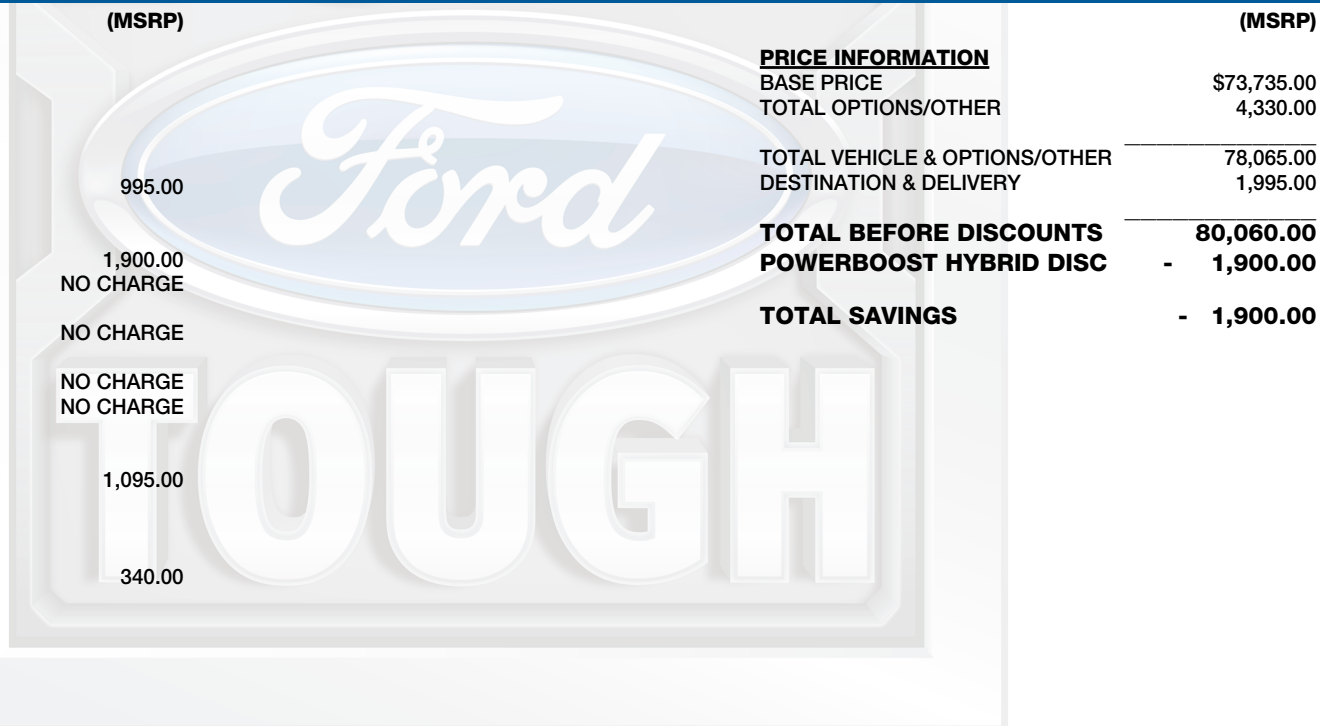 (MSRP)
995.00
1,900.00
NO CHARGE
NO CHARGE
NO CHARGE
NO CHARGE
1,095.00
340.00
Ford
TOUGH
(MSRP)
PRICE INFORMATION
BASE PRICE $73,735.00
TOTAL OPTIONS/OTHER 4,330.00
TOTAL VEHICLE & OPTIONS/OTHER 78,065.00
DESTINATION & DELIVERY 1,995.00
TOTAL BEFORE DISCOUNTS 80,060.00
POWERBOOST HYBRID DISC - 1,900.00
TOTAL SAVINGS - 1,900.00